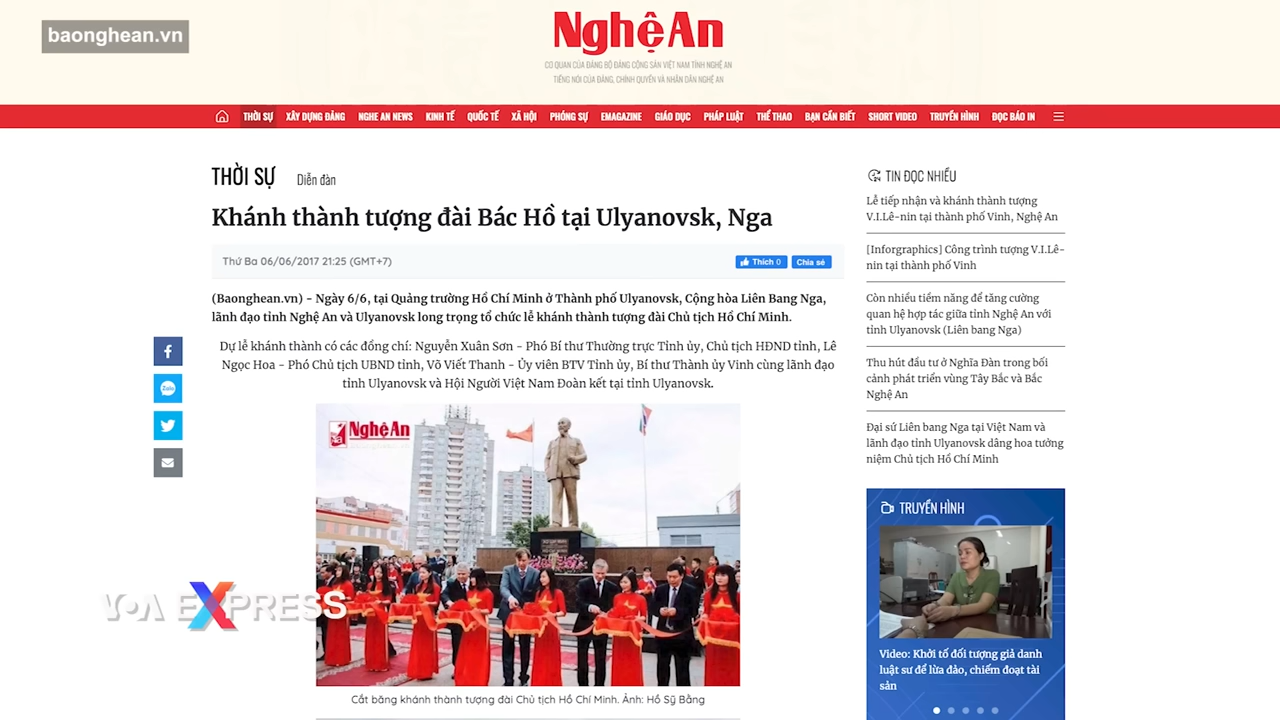 baonghean.vn
Nghệ An
CƠ QUAN CỦA ĐẢNG BỘ ĐẢNG CỘNG SẢN VIỆT NAM TỈNH NGHỆ AN
TIẾNG NÓI CỦA ĐẢNG, CHÍNH QUYỀN VÀ NHÂN DÂN NGHỆ AN
THỜI SỰ XÂY DỰNG ĐẢNG NGHE AN NEWS KINH TẾ QUỐC TẾ XÃ HỘI PHÓNG SỰ EMAGAZINE GIÁO DỤC PHÁP LUẬT THỂ THAO BẠN CẦN BIẾT SHORT VIDEO TRUYỀN HÌNH ĐỌC BÁO IN
THỜI SỰ Diễn đàn
Khánh thành tượng đài Bác Hồ tại Ulyanovsk, Nga
Thứ Ba 06/06/2017 21:25 (GMT+7)
Thích 0 Chia sẻ
(Baonghean.vn) - Ngày 6/6, tại Quảng trường Hồ Chí Minh ở Thành phố Ulyanovsk, Cộng hòa Liên Bang Nga,
lãnh đạo tỉnh Nghệ An và Ulyanovsk long trọng tổ chức lễ khánh thành tượng đài Chủ tịch Hồ Chí Minh.
Dự lễ khánh thành có các đồng chí: Nguyễn Xuân Sơn - Phó Bí thư Thường trực Tỉnh ủy, Chủ tịch HĐND tỉnh, Lê
Ngọc Hoa - Phó Chủ tịch UBND tỉnh, Võ Viết Thanh - Ủy viên BTV Tỉnh ủy, Bí thư Thành ủy Vinh cùng lãnh đạo
tỉnh Ulyanovsk và Hội Người Việt Nam Đoàn kết tại tỉnh Ulyanovsk.
Zalo
Nghệ An
VOA EXPRESS
Cắt băng khánh thành tượng đài Chủ tịch Hồ Chí Minh. Ảnh: Hồ Sỹ Bằng
TIN ĐỌC NHIỀU
Lễ tiếp nhận và khánh thành tượng
V.I.Lê-nin tại thành phố Vinh, Nghệ An
[Inforgraphics] Công trình tượng V.I.Lê-
nin tại thành phố Vinh
Còn nhiều tiềm năng để tăng cường
quan hệ hợp tác giữa tỉnh Nghệ An với
tỉnh Ulyanovsk (Liên bang Nga)
Thu hút đầu tư ở Nghĩa Đàn trong bối
cảnh phát triển vùng Tây Bắc và Bắc
Nghệ An
Đại sứ Liên bang Nga tại Việt Nam và
lãnh đạo tỉnh Ulyanovsk dâng hoa tưởng
niệm Chủ tịch Hồ Chí Minh
TRUYỀN HÌNH
Video: Khởi tố đối tượng giả danh
luật sư để lừa đảo, chiếm đoạt tài
sản